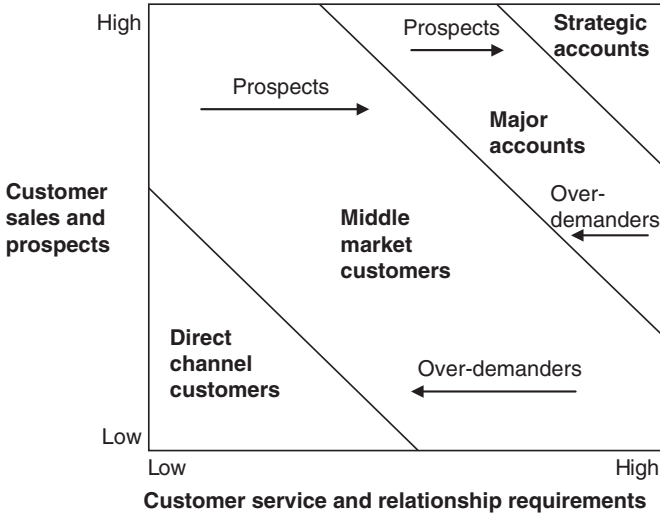 High
Prospects
Strategic
accounts
Prospects
Major
accounts
Customer
sales and
prospects
Over-
demanders
Middle
market
customers
Direct
channel
customers
Over-demanders
Low
Low
High
Customer service and relationship requirements